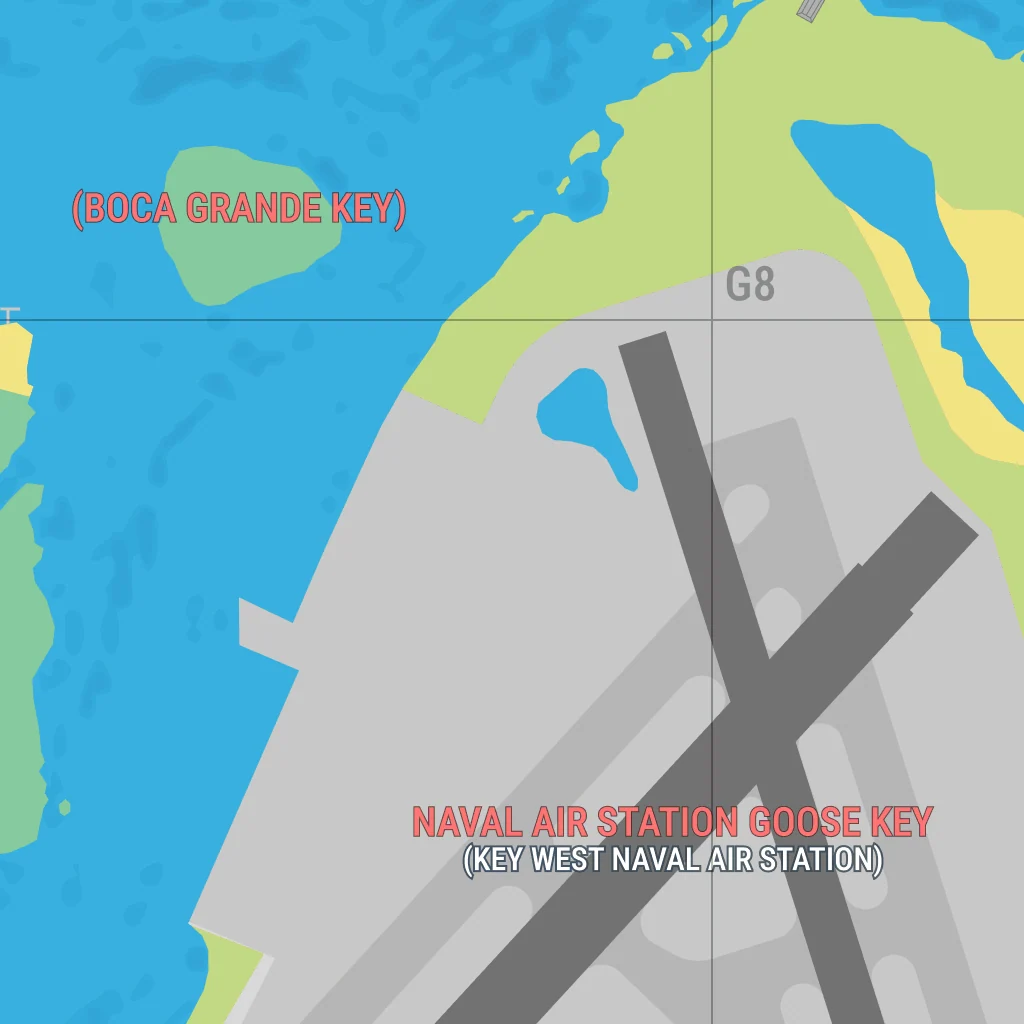 (BOCA GRANDE KEY)
G8
T
NAVAL AIR STATION GOOSE KEY
(KEY WEST NAVAL AIR STATION)